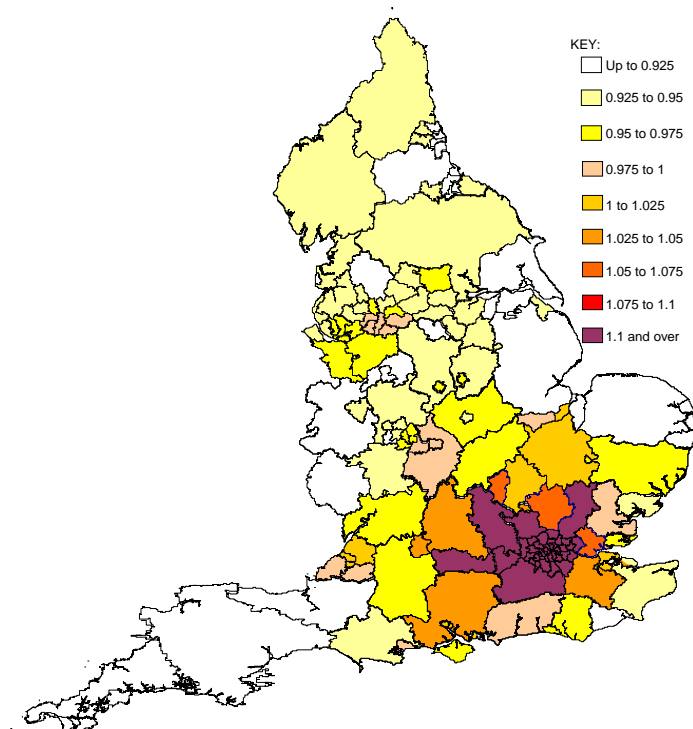 KEY:
Up to 0.925
0.925 to 0.95
0.95 to 0.975
0.975 to 1
1 to 1.025
1.025 to 1.05
1.05 to 1.075
1.075 to 1.1
1.1 and over